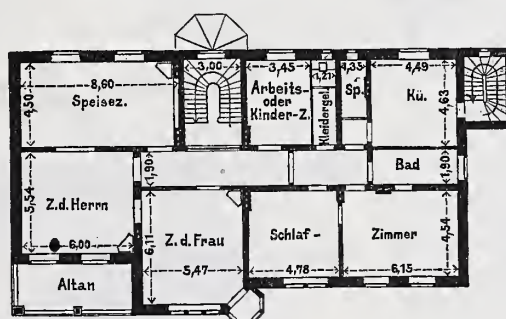 3,00
3,45
1,21
1,35
4,49
8,60
4,50
Speisez.
Arbeits-
oder
Kinder-Z.
Kleidergel.
Sp.
Kü.
4,63
1,90
Bad
1,90
5,54
Z.d.Herrn
6,00
6,11
Z.d.Frau
5,47
Schlaf-
4,78
Zimmer
6,15
4,54
Altan